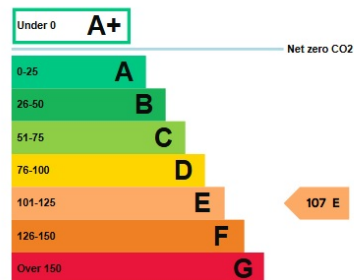 Under 0 A+
Net zero CO2
0-25 A
26-50 B
51-75 C
76-100 D
101-125 E
107 E
126-150 F
Over 150 G